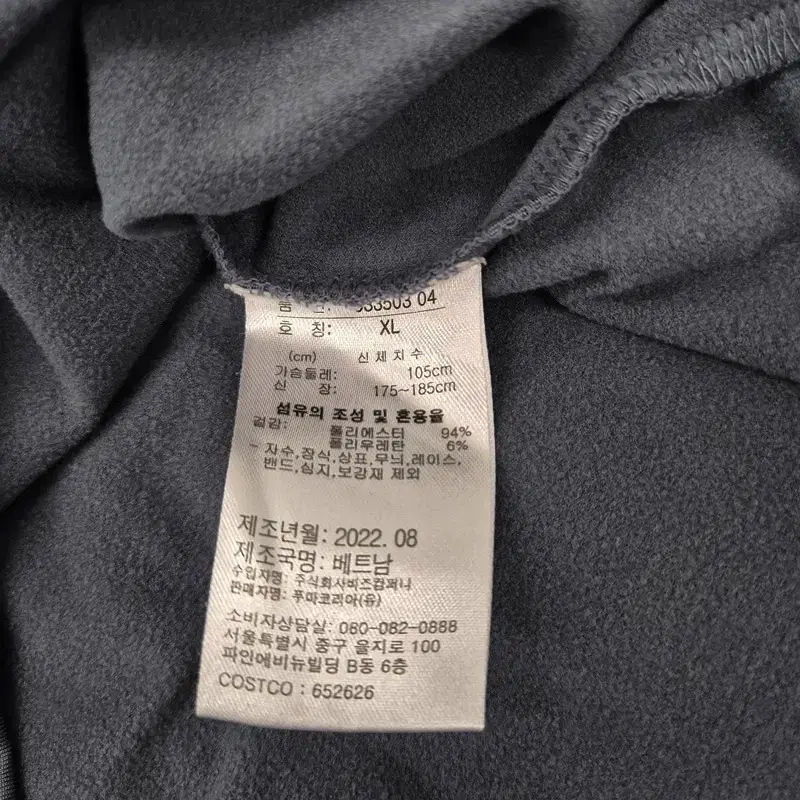 533503 04
호 칭: XL
(cm) 신체치수
가슴둘레: 105cm
신 장: 175~185cm
섬유의 조성 및 혼용율
겉감: 폴리에스터 94%
폴리우레탄 6%
- 자수,장식,상표,무늬,레이스,
밴드,심지,보강재 제외
제조년월: 2022. 08
제조국명: 베트남
수입자명: 주식회사비즈컴퍼니
판매자명: 푸마코리아(유)
소비자상담실: 080-082-0888
서울특별시 중구 을지로 100
파인에비뉴빌딩 B동 6층
COSTCO : 652626